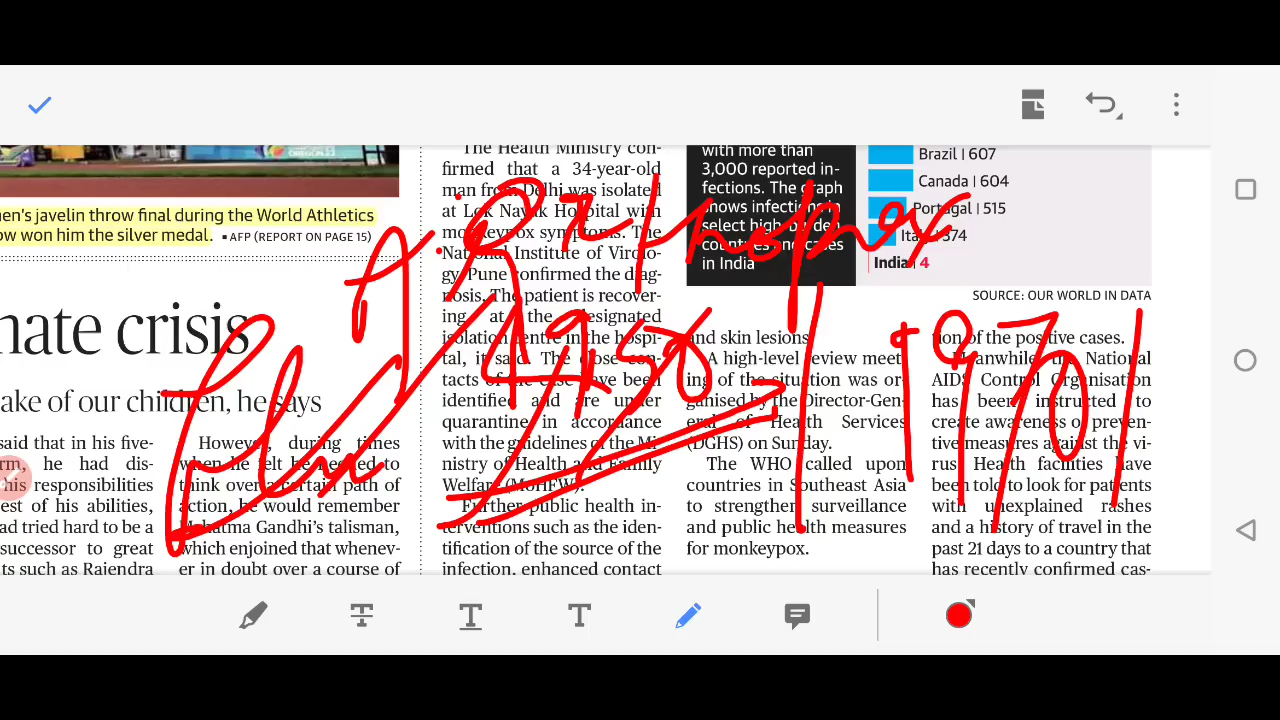 men's javelin throw final during the World Athletics
ow won him the silver medal. ▪ AFP (REPORT ON PAGE 15)
nate crisis
ake of our children, he says
said that in his five-
rm, he had dis-
his responsibilities
est of his abilities,
ad tried hard to be a
successor to great
ts such as Rajendra
However, during times
when he felt he needed to
think over a certain path of
action, he would remember
Mahatma Gandhi's talisman,
which enjoined that whenev-
er in doubt over a course of
The Health Ministry con-
firmed that a 34-year-old
man from Delhi was isolated
at Lok Nayak Hospital with
monkeypox symptoms. The
National Institute of Virolo-
gy, Pune confirmed the diag-
nosis. The patient is recover-
ing at the designated
isolation centre in the hospi-
tal, it said. The close con-
tacts of the case have been
identified and are under
quarantine in accordance
with the guidelines of the Mi-
nistry of Health and Family
Welfare (MoHFW).
Further public health in-
terventions such as the iden-
tification of the source of the
infection, enhanced contact
with more than
3,000 reported in-
fections. The graph
shows infections in
select high-burden
countries and cases
in India
Brazil | 607
Canada | 604
Portugal | 515
Italy | 374
India | 4
SOURCE: OUR WORLD IN DATA
and skin lesions.
A high-level review meet-
ing of the situation was or-
ganised by the Director-Gen-
eral of Health Services
(DGHS) on Sunday.
The WHO called upon
countries in Southeast Asia
to strengthen surveillance
and public health measures
for monkeypox.
tion of the positive cases.
Meanwhile, the National
AIDS Control Organisation
has been instructed to
create awareness or preven-
tive measures against the vi-
rus. Health facilities have
been told to look for patients
with unexplained rashes
and a history of travel in the
past 21 days to a country that
has recently confirmed cas-
1950
1970